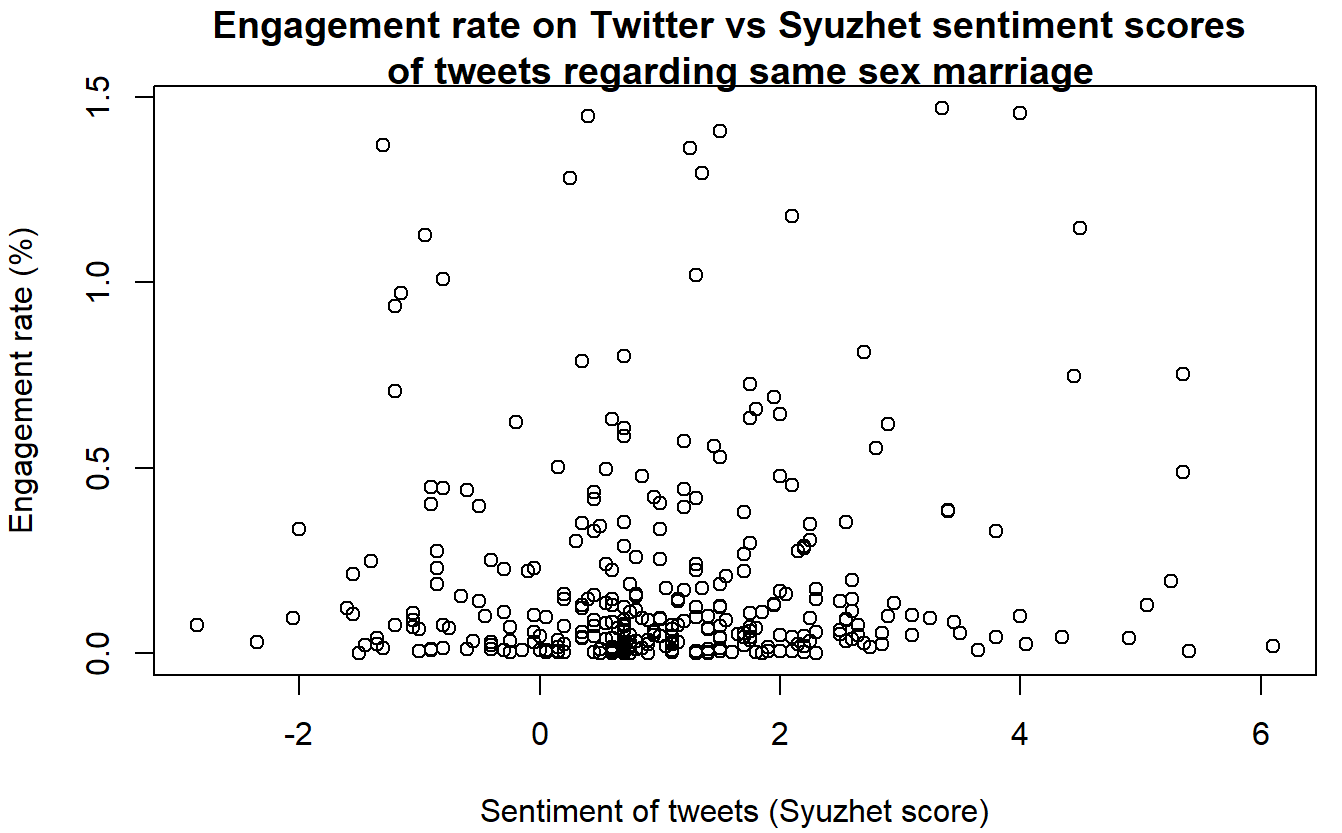 Engagement rate on Twitter vs Syuzhet sentiment scores
of tweets regarding same sex marriage
Engagement rate (%)
1.5
1.0
0.5
0.0
-2 0 2 4 6
Sentiment of tweets (Syuzhet score)